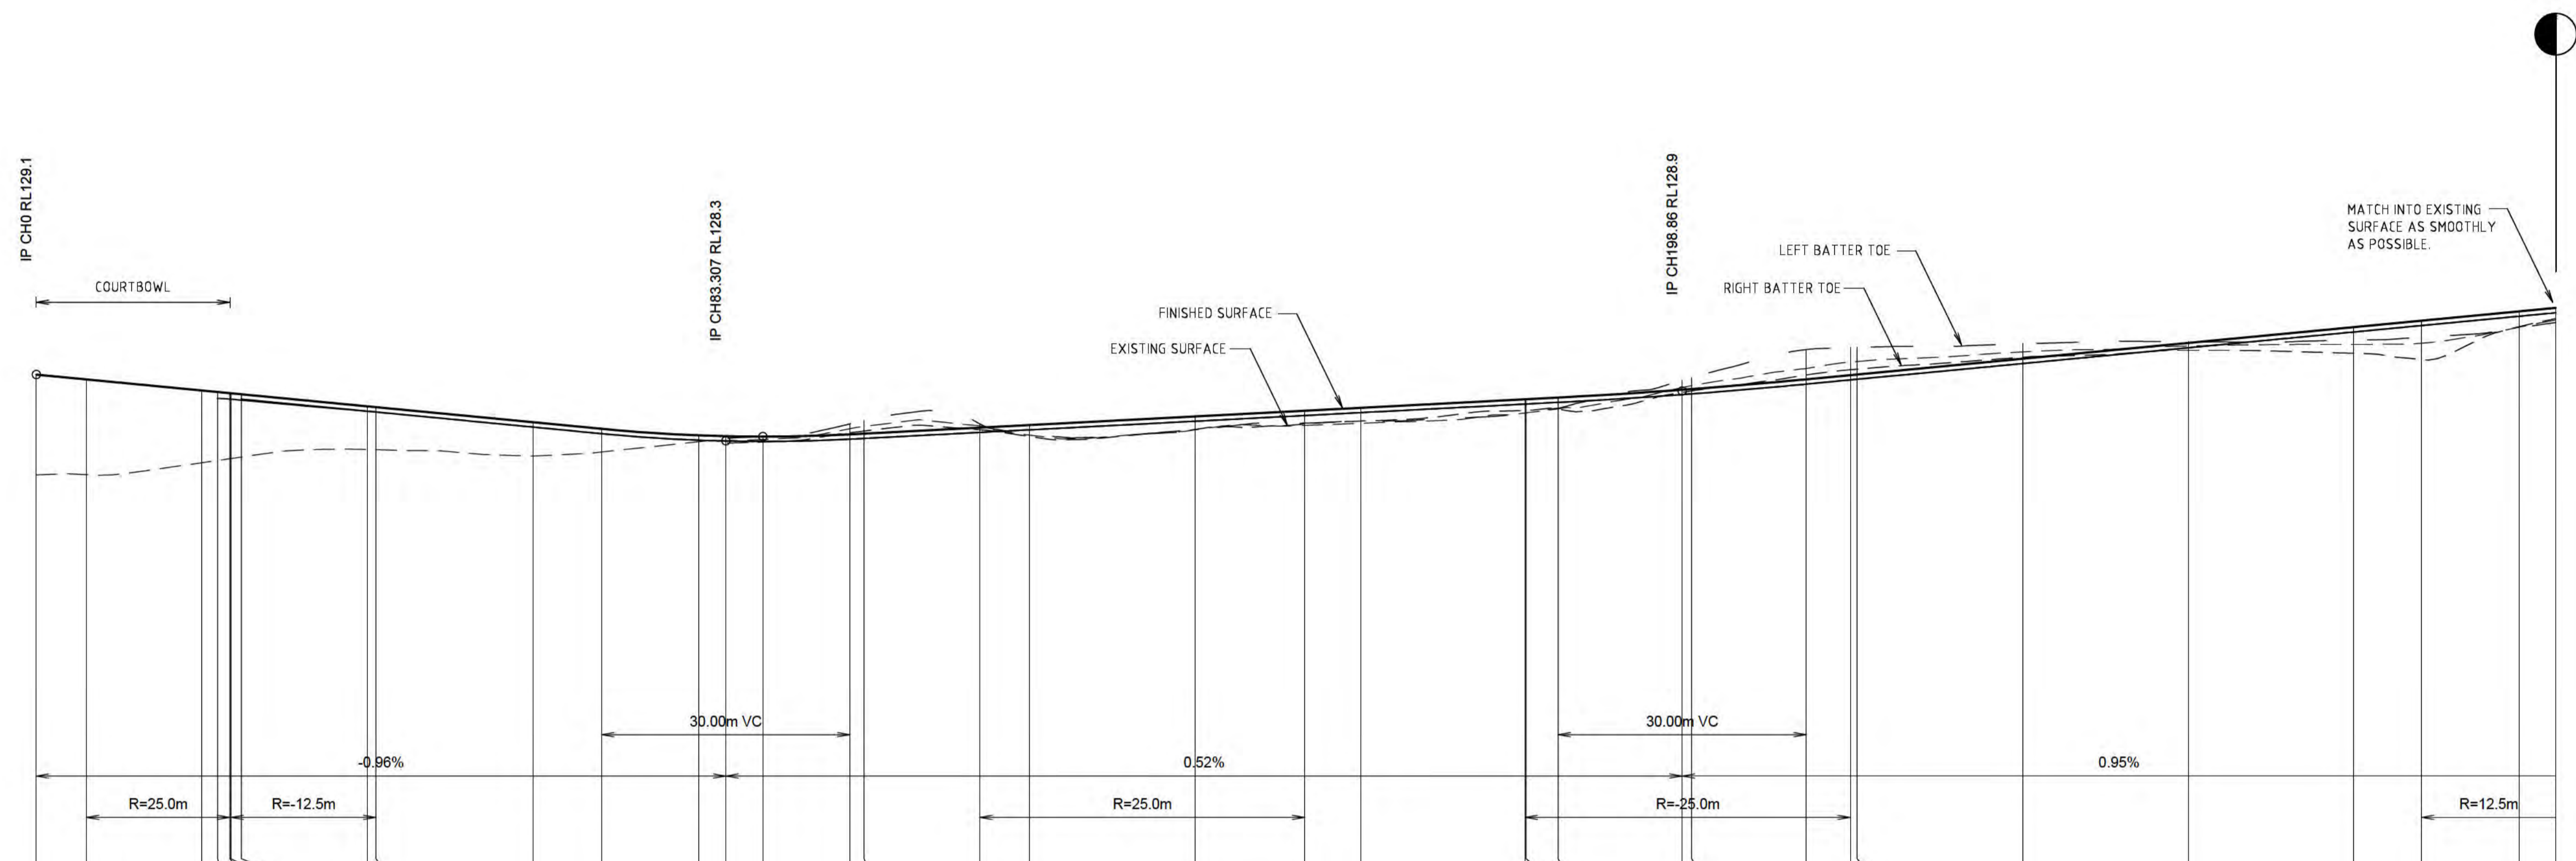 IP CH0 RL129.1
IP CH83.307 RL128.3
IP CH198.86 RL128.9
MATCH INTO EXISTING
SURFACE AS SMOOTHLY
AS POSSIBLE.
LEFT BATTER TOE
RIGHT BATTER TOE
COURTBOWL
FINISHED SURFACE
EXISTING SURFACE
30.00m VC
30.00m VC
-0.96%
0.52%
0.95%
R=25.0m
R=-12.5m
R=25.0m
R=-25.0m
R=12.5m